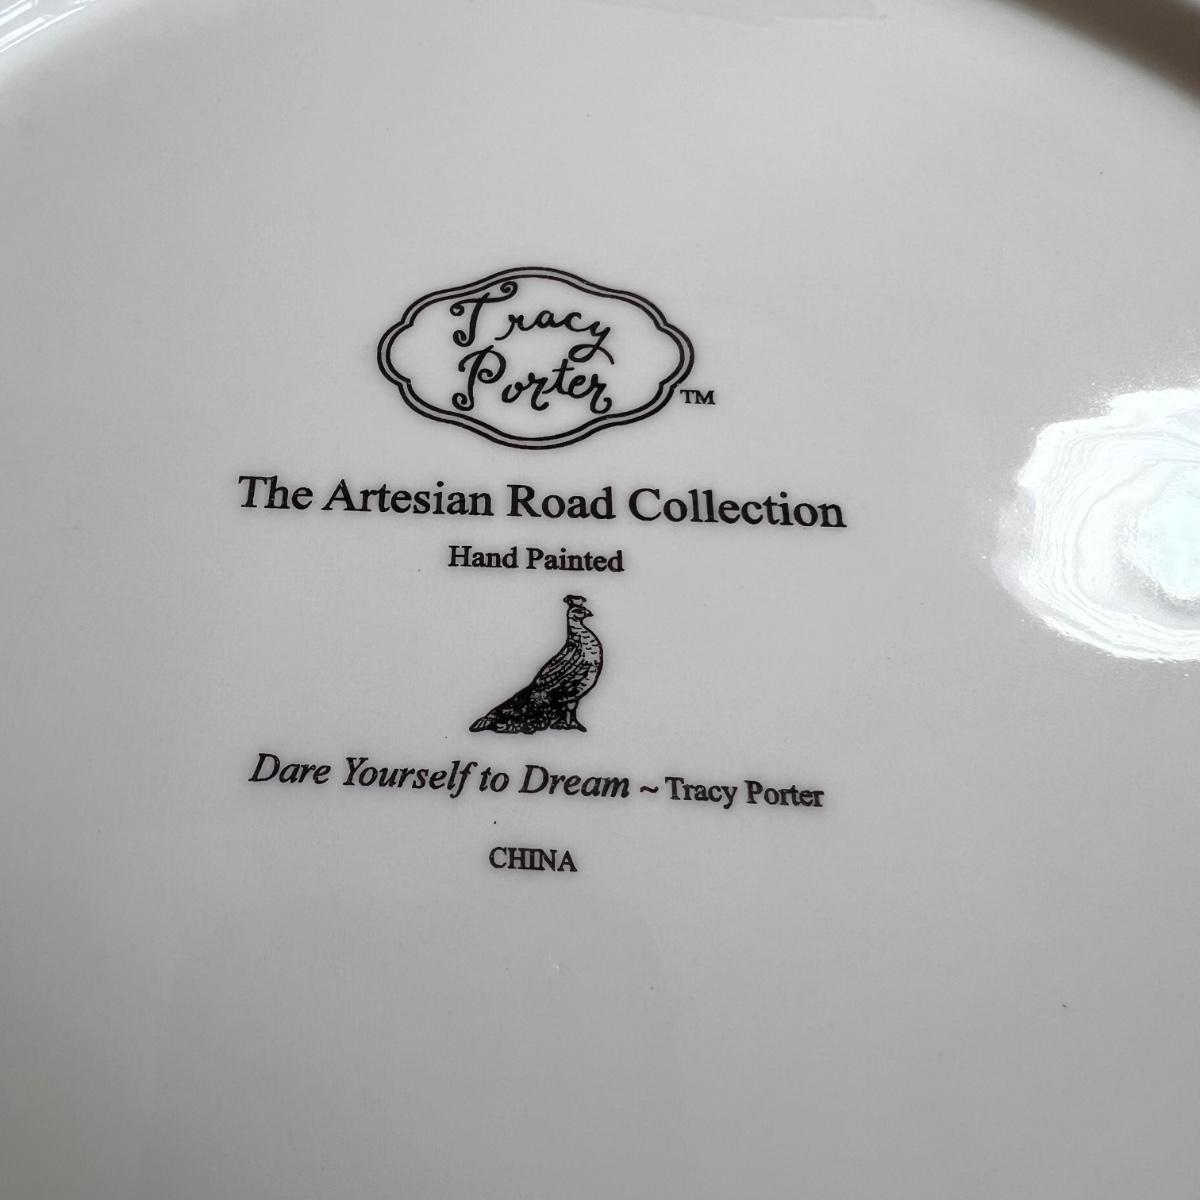 Tracy
Porter TM
The Artesian Road Collection
Hand Painted
Dare Yourself to Dream ~ Tracy Porter
CHINA